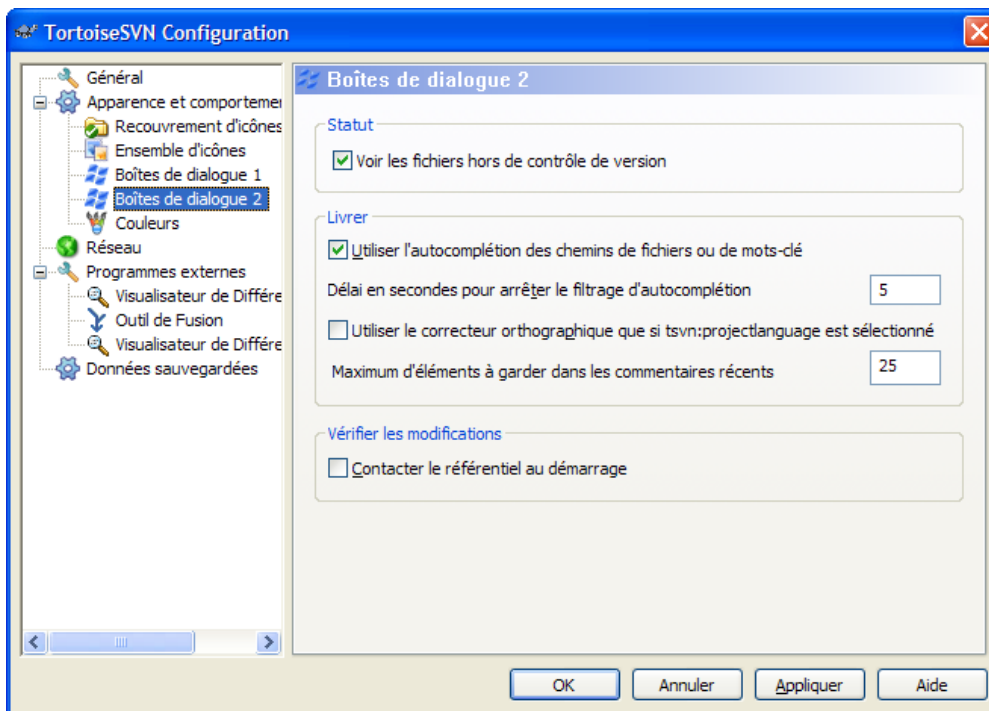 TortoiseSVN Configuration
Général
Apparence et comportemer
Recouvrement d'icônes
Ensemble d'icônes
Boîtes de dialogue 1
Boîtes de dialogue 2
Couleurs
Réseau
Programmes externes
Visualisateur de Différe
Outil de Fusion
Visualisateur de Différe
Données sauvegardées
Boîtes de dialogue 2
Statut
Voir les fichiers hors de contrôle de version
Livrer
Utiliser l'autocomplétion des chemins de fichiers ou de mots-clé
Délai en secondes pour arrêter le filtrage d'autocomplétion
5
Utiliser le correcteur orthographique que si tsvn:projectlanguage est sélectionné
Maximum d'éléments à garder dans les commentaires récents
25
Vérifier les modifications
Contacter le référentiel au démarrage
OK
Annuler
Appliquer
Aide